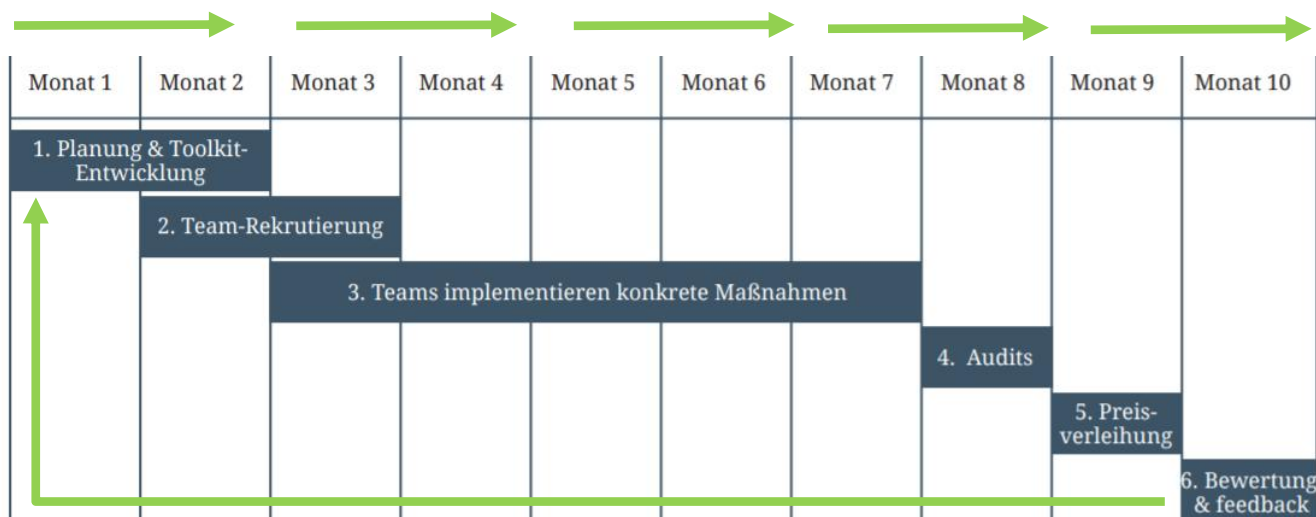 Monat 1 Monat 2 Monat 3 Monat 4 Monat 5 Monat 6 Monat 7 Monat 8 Monat 9 Monat 10
1. Planung & Toolkit-
Entwicklung
2. Team-Rekrutierung
3. Teams implementieren konkrete Maßnahmen
4. Audits
5. Preis-
verleihung
6. Bewertung
& feedback